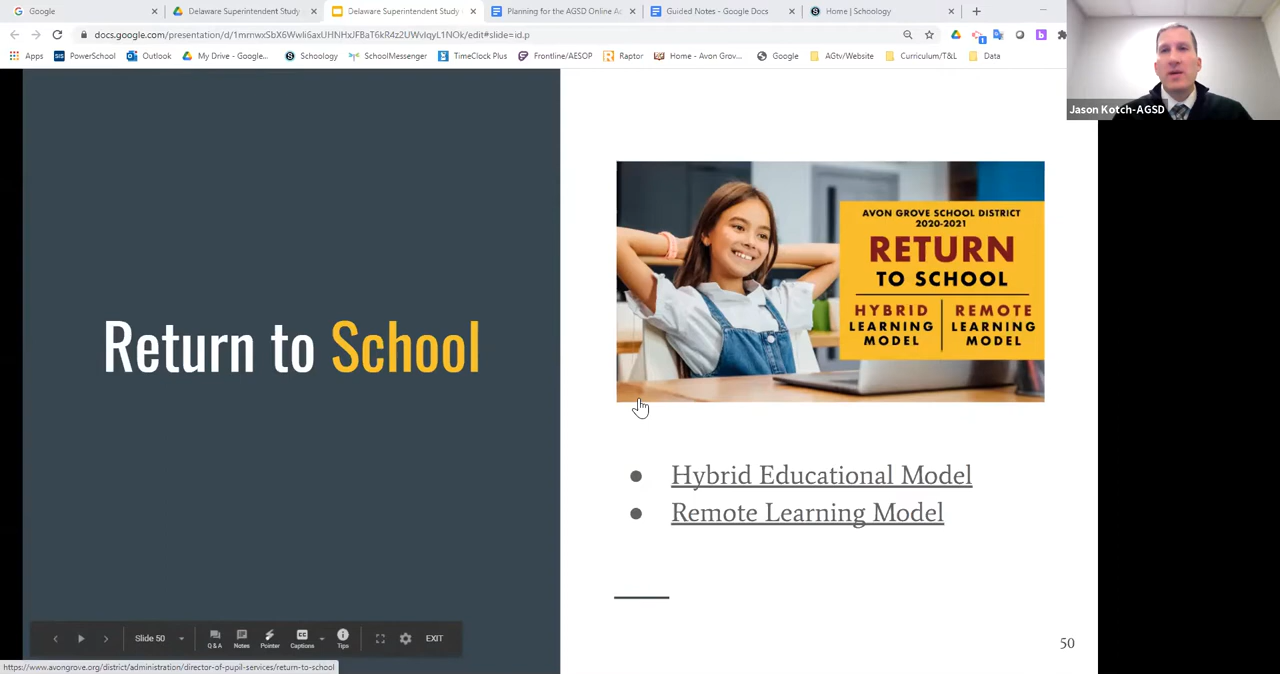 Google
Delaware Superintendent Study
Delaware Superintendent Study
Planning for the AGSD Online Ac
Guided Notes - Google Docs
Home | Schoology
docs.google.com/presentation/d/1mmwxSbX6Wwli6axUHNHxJFBaT6kR4z2UWvIqyL1NOk/edit#slide=id.p
Apps
SIS
PowerSchool
Outlook
My Drive - Google...
Schoology
SchoolMessenger
TimeClock Plus
Frontline/AESOP
Raptor
Home - Avon Grov...
Google
AGtv/Website
Curriculum/T&L
Data
Jason Kotch-AGSD
AVON GROVE SCHOOL DISTRICT
2020-2021
RETURN
TO SCHOOL
HYBRID
LEARNING
MODEL
REMOTE
LEARNING
MODEL
Return to School
● Hybrid Educational Model
● Remote Learning Model
Slide 50
Q & A
Notes
Pointer
Captions
Tips
EXIT
50
https://www.avongrove.org/district/administration/director-of-pupil-services/return-to-school